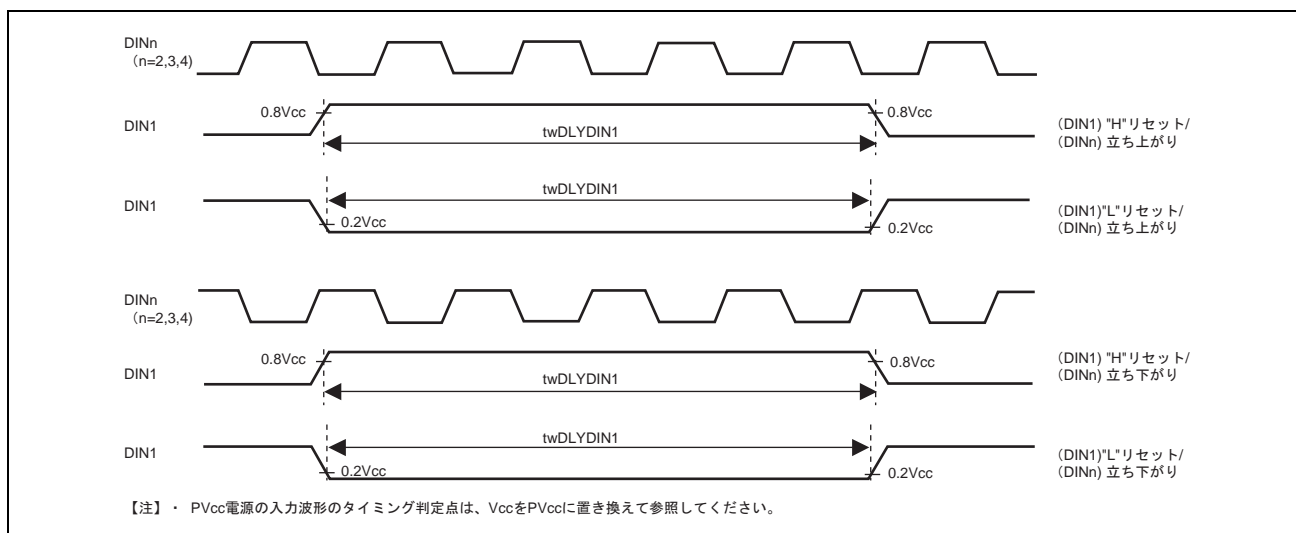 DINn
（n=2,3,4）
0.8Vcc
0.8Vcc
DIN1
twDLYDIN1
（DIN1）"H"リセット/
（DINn）立ち上がり
twDLYDIN1
DIN1
0.2Vcc
0.2Vcc
（DIN1）"L"リセット/
（DINn）立ち上がり
DINn
（n=2,3,4）
0.8Vcc
0.8Vcc
DIN1
twDLYDIN1
（DIN1）"H"リセット/
（DINn）立ち下がり
twDLYDIN1
DIN1
0.2Vcc
0.2Vcc
（DIN1）"L"リセット/
（DINn）立ち下がり
【注】・ PVcc電源の入力波形のタイミング判定点は、VccをPVccに置き換えて参照してください。